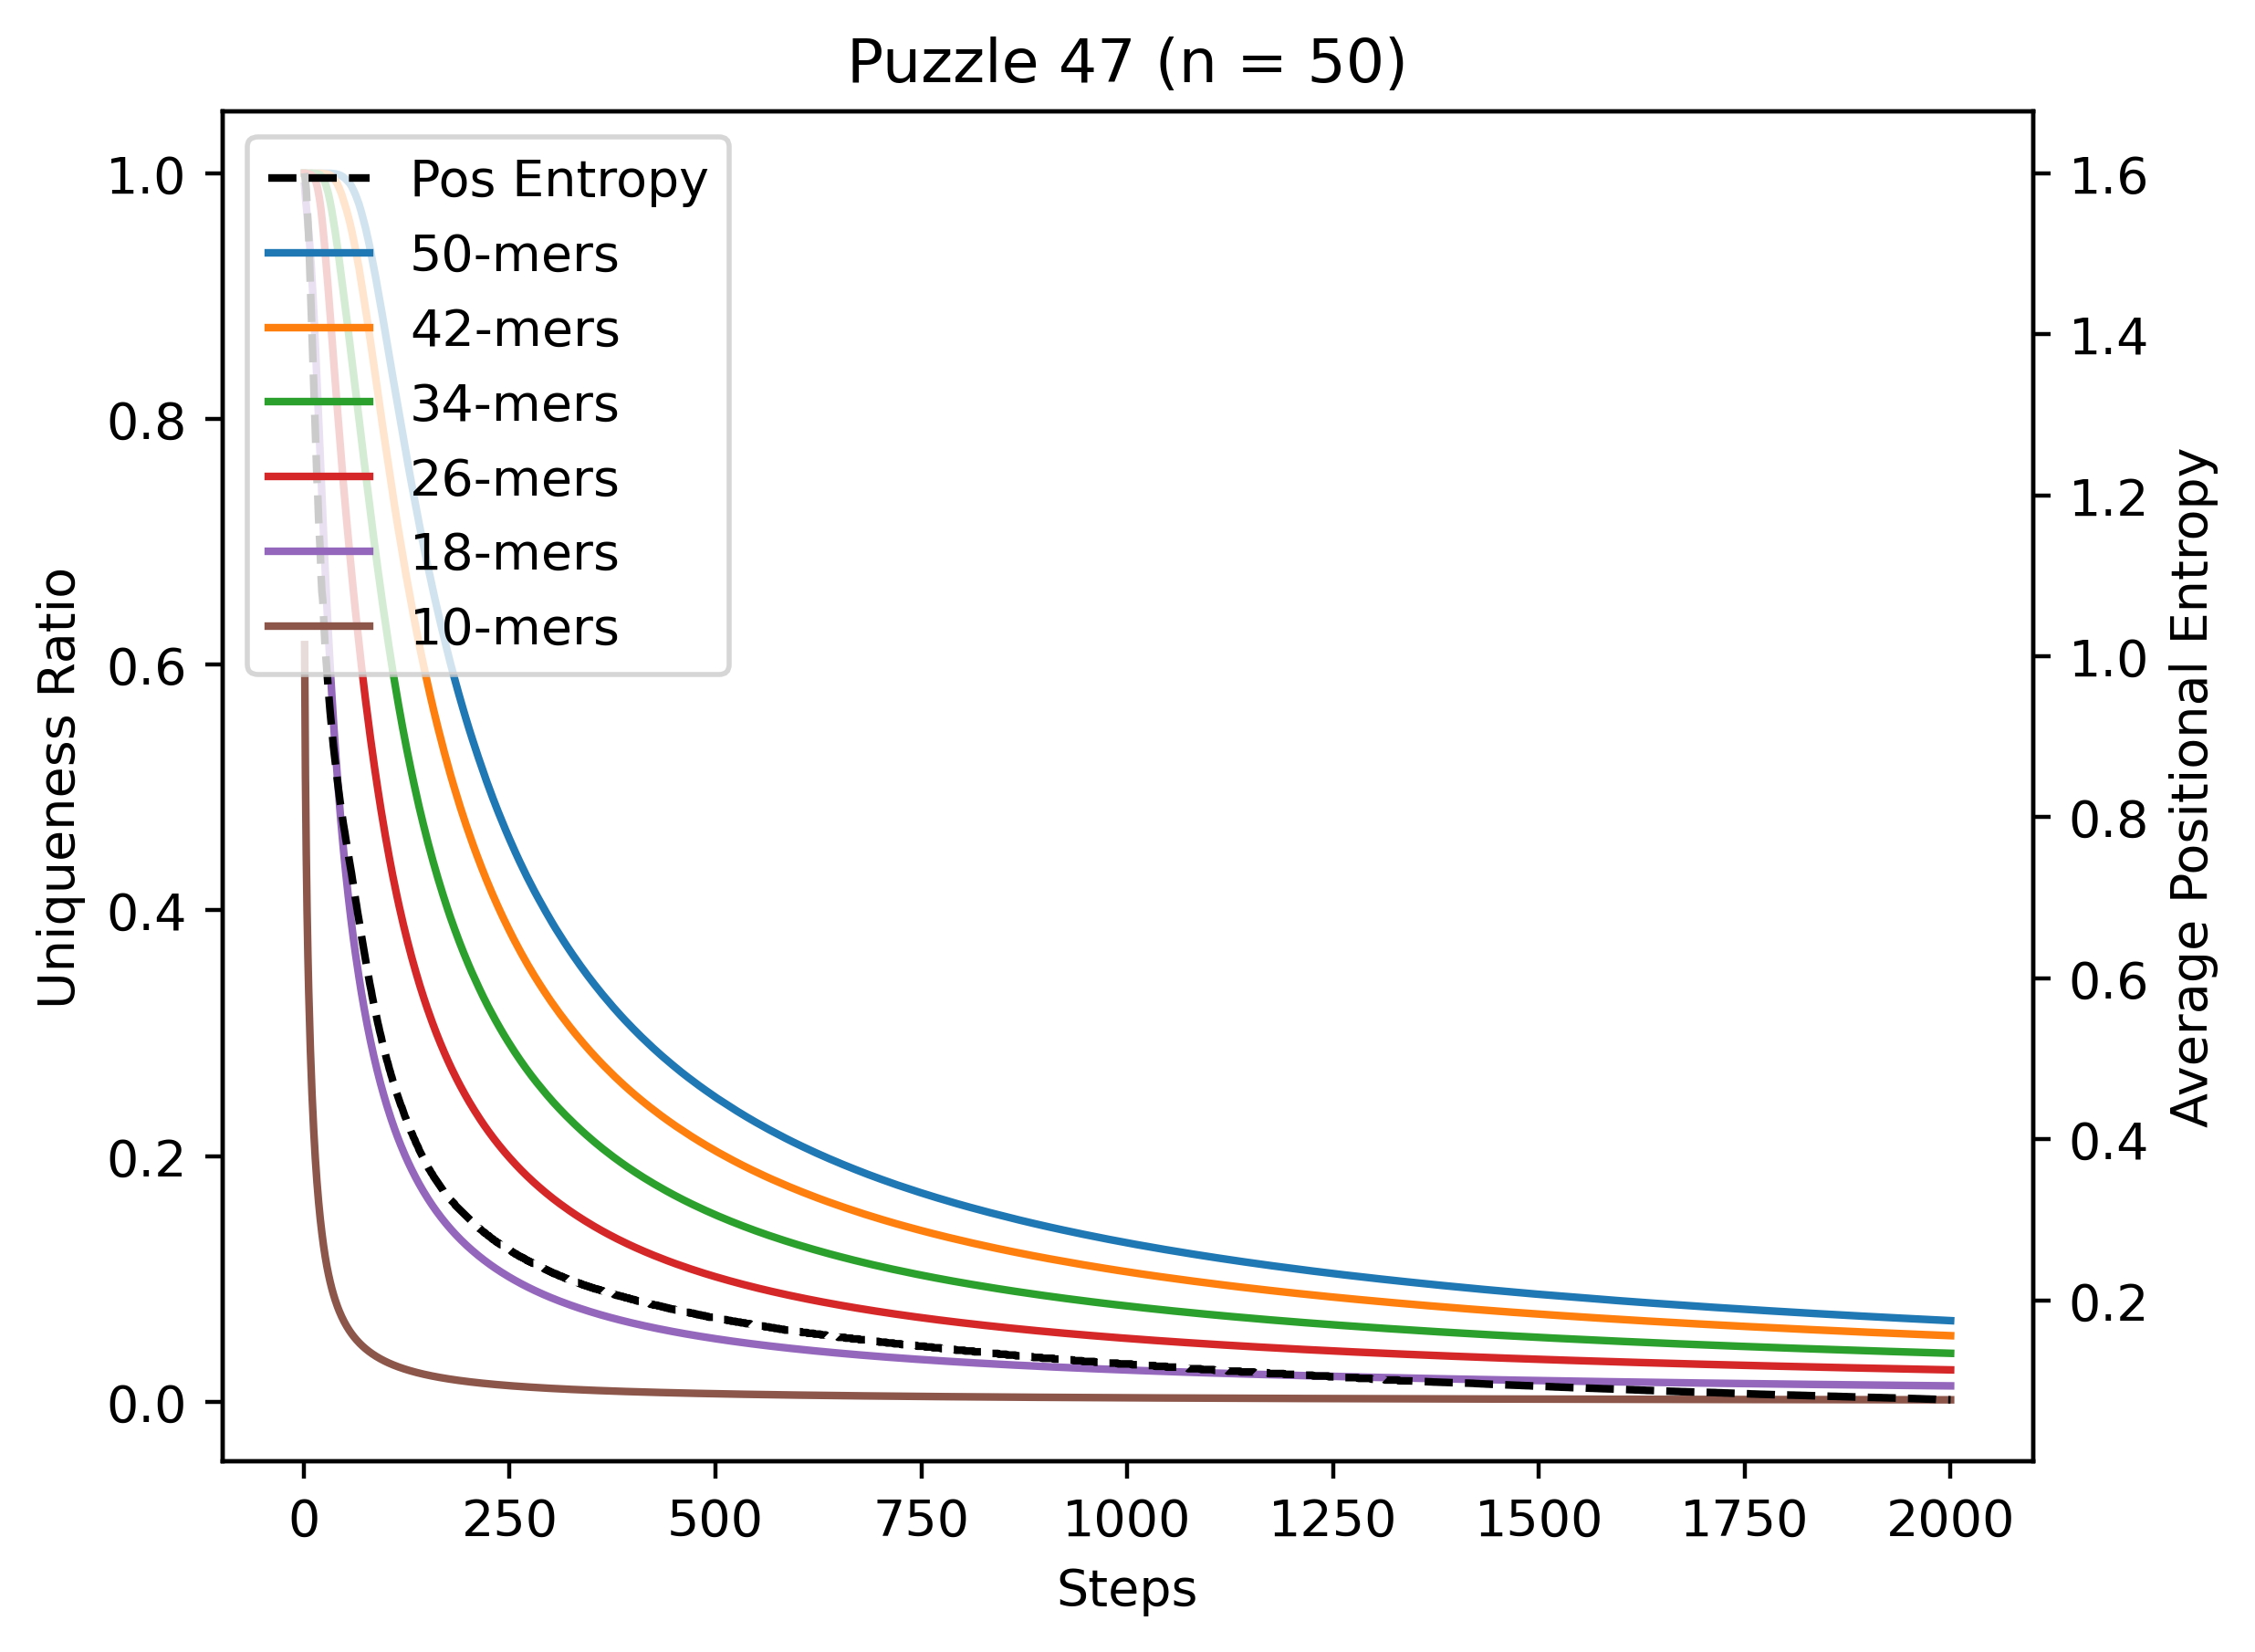 Puzzle 47 (n = 50)
Pos Entropy
50-mers
42-mers
34-mers
26-mers
18-mers
10-mers
1.0
0.8
0.6
0.4
0.2
0.0
Uniqueness Ratio
1.6
1.4
1.2
1.0
0.8
0.6
0.4
0.2
Average Positional Entropy
0 250 500 750 1000 1250 1500 1750 2000
Steps